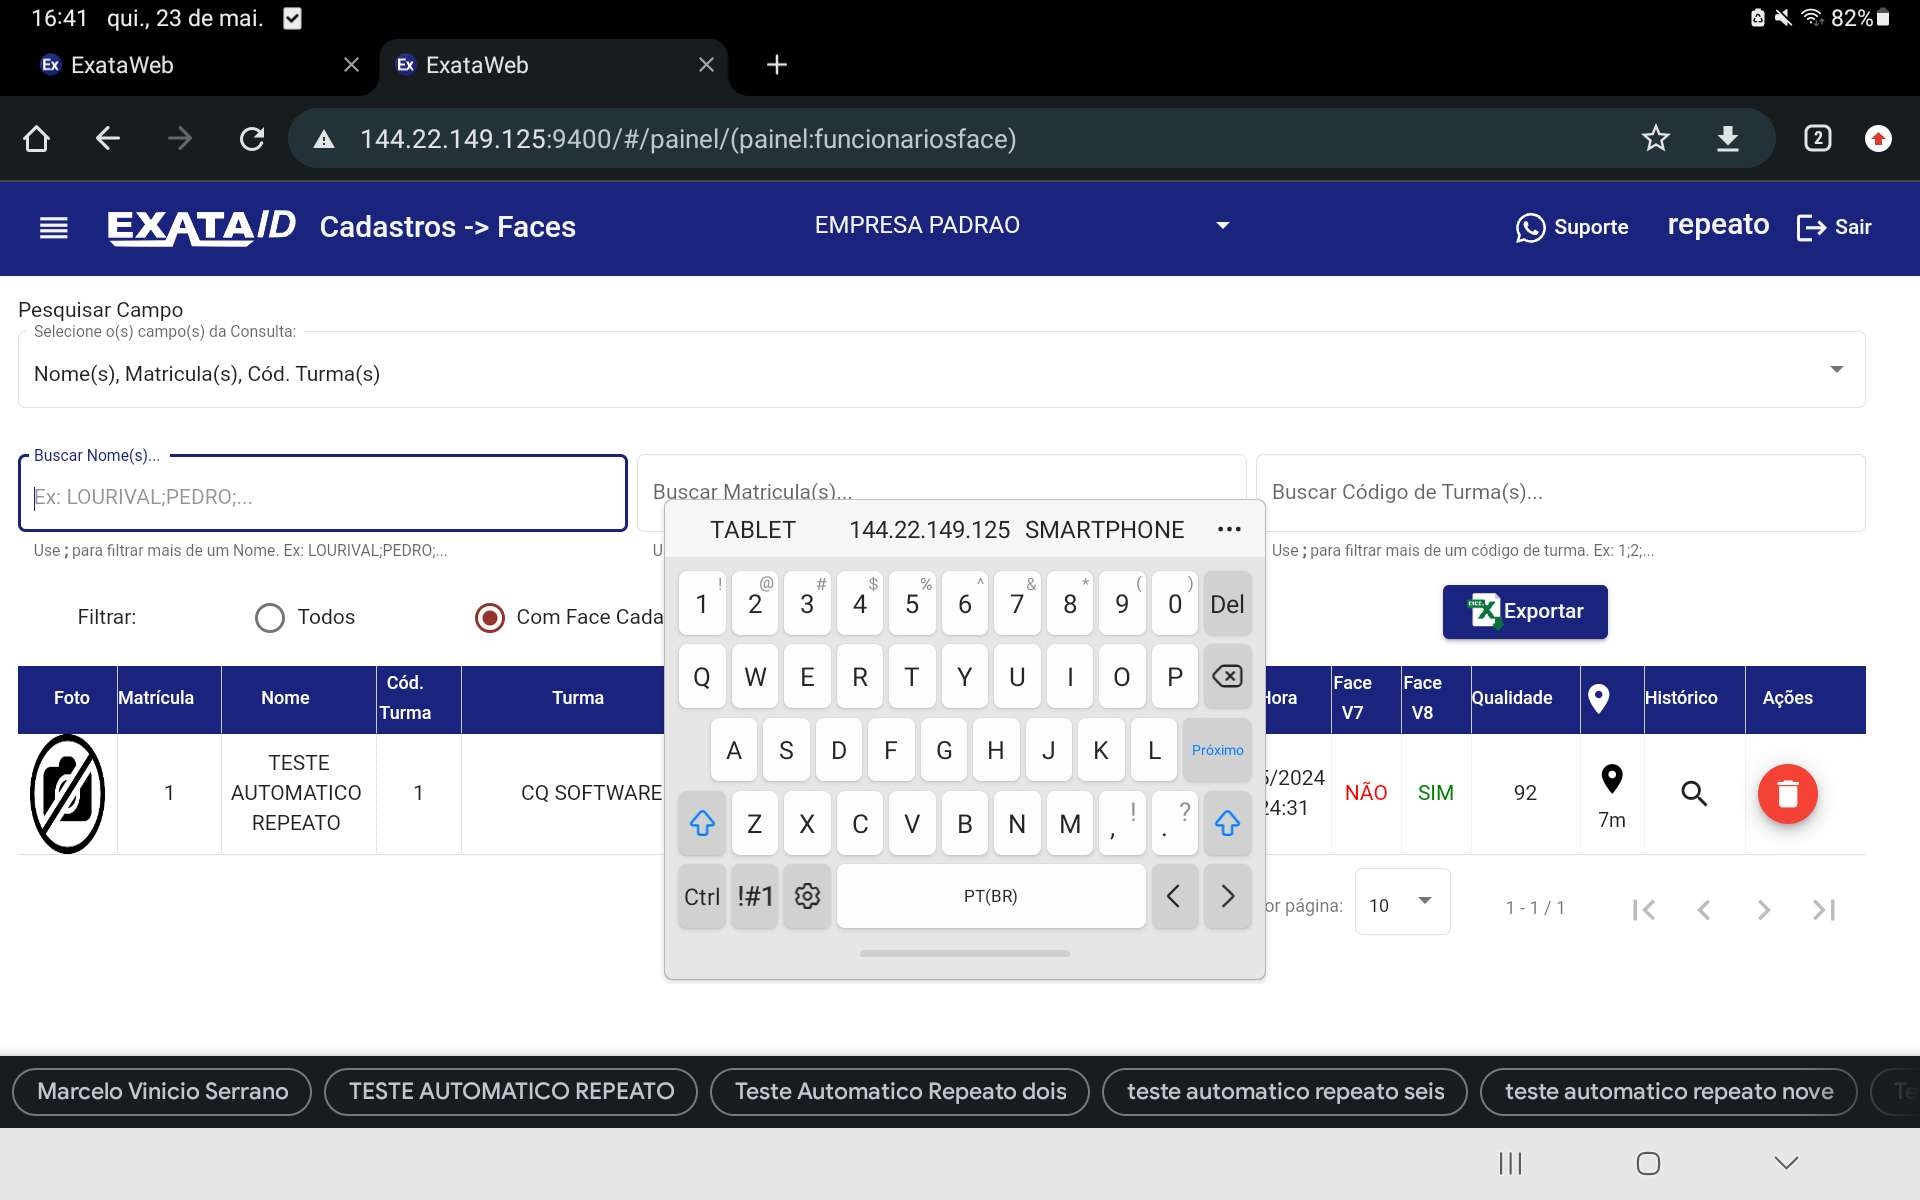 16:41 qui., 23 de mai.
82%
Ex ExataWeb
Ex ExataWeb
144.22.149.125:9400/#/painel/(painel:funcionariosface)
2
EXATA ID Cadastros -> Faces
EMPRESA PADRAO
Suporte
repeato
Sair
Pesquisar Campo
Selecione o(s) campo(s) da Consulta:
Nome(s), Matricula(s), Cód. Turma(s)
Buscar Nome(s)...
Ex: LOURIVAL;PEDRO;...
Use ; para filtrar mais de um Nome. Ex: LOURIVAL;PEDRO;...
Buscar Matricula(s)...
U
Buscar Código de Turma(s)...
Use ; para filtrar mais de um código de turma. Ex: 1;2;...
Filtrar:
Todos
Com Face Cada
Exportar
Foto
Matrícula
Nome
Cód. Turma
Turma
Hora
Face V7
Face V8
Qualidade
Histórico
Ações
1
TESTE
AUTOMATICO
REPEATO
1
CQ SOFTWARE
5/2024
24:31
NÃO
SIM
92
7m
or página:
10
1 - 1 / 1
TABLET 144.22.149.125 SMARTPHONE ...
! @ # $ % ^ & * ( )
1 2 3 4 5 6 7 8 9 0 Del
Q W E R T Y U I O P
A S D F G H J K L Próximo
Z X C V B N M , ! . ?
Ctrl !#1 PT(BR) < >
Marcelo Vinicio Serrano
TESTE AUTOMATICO REPEATO
Teste Automatico Repeato dois
teste automatico repeato seis
teste automatico repeato nove
Te